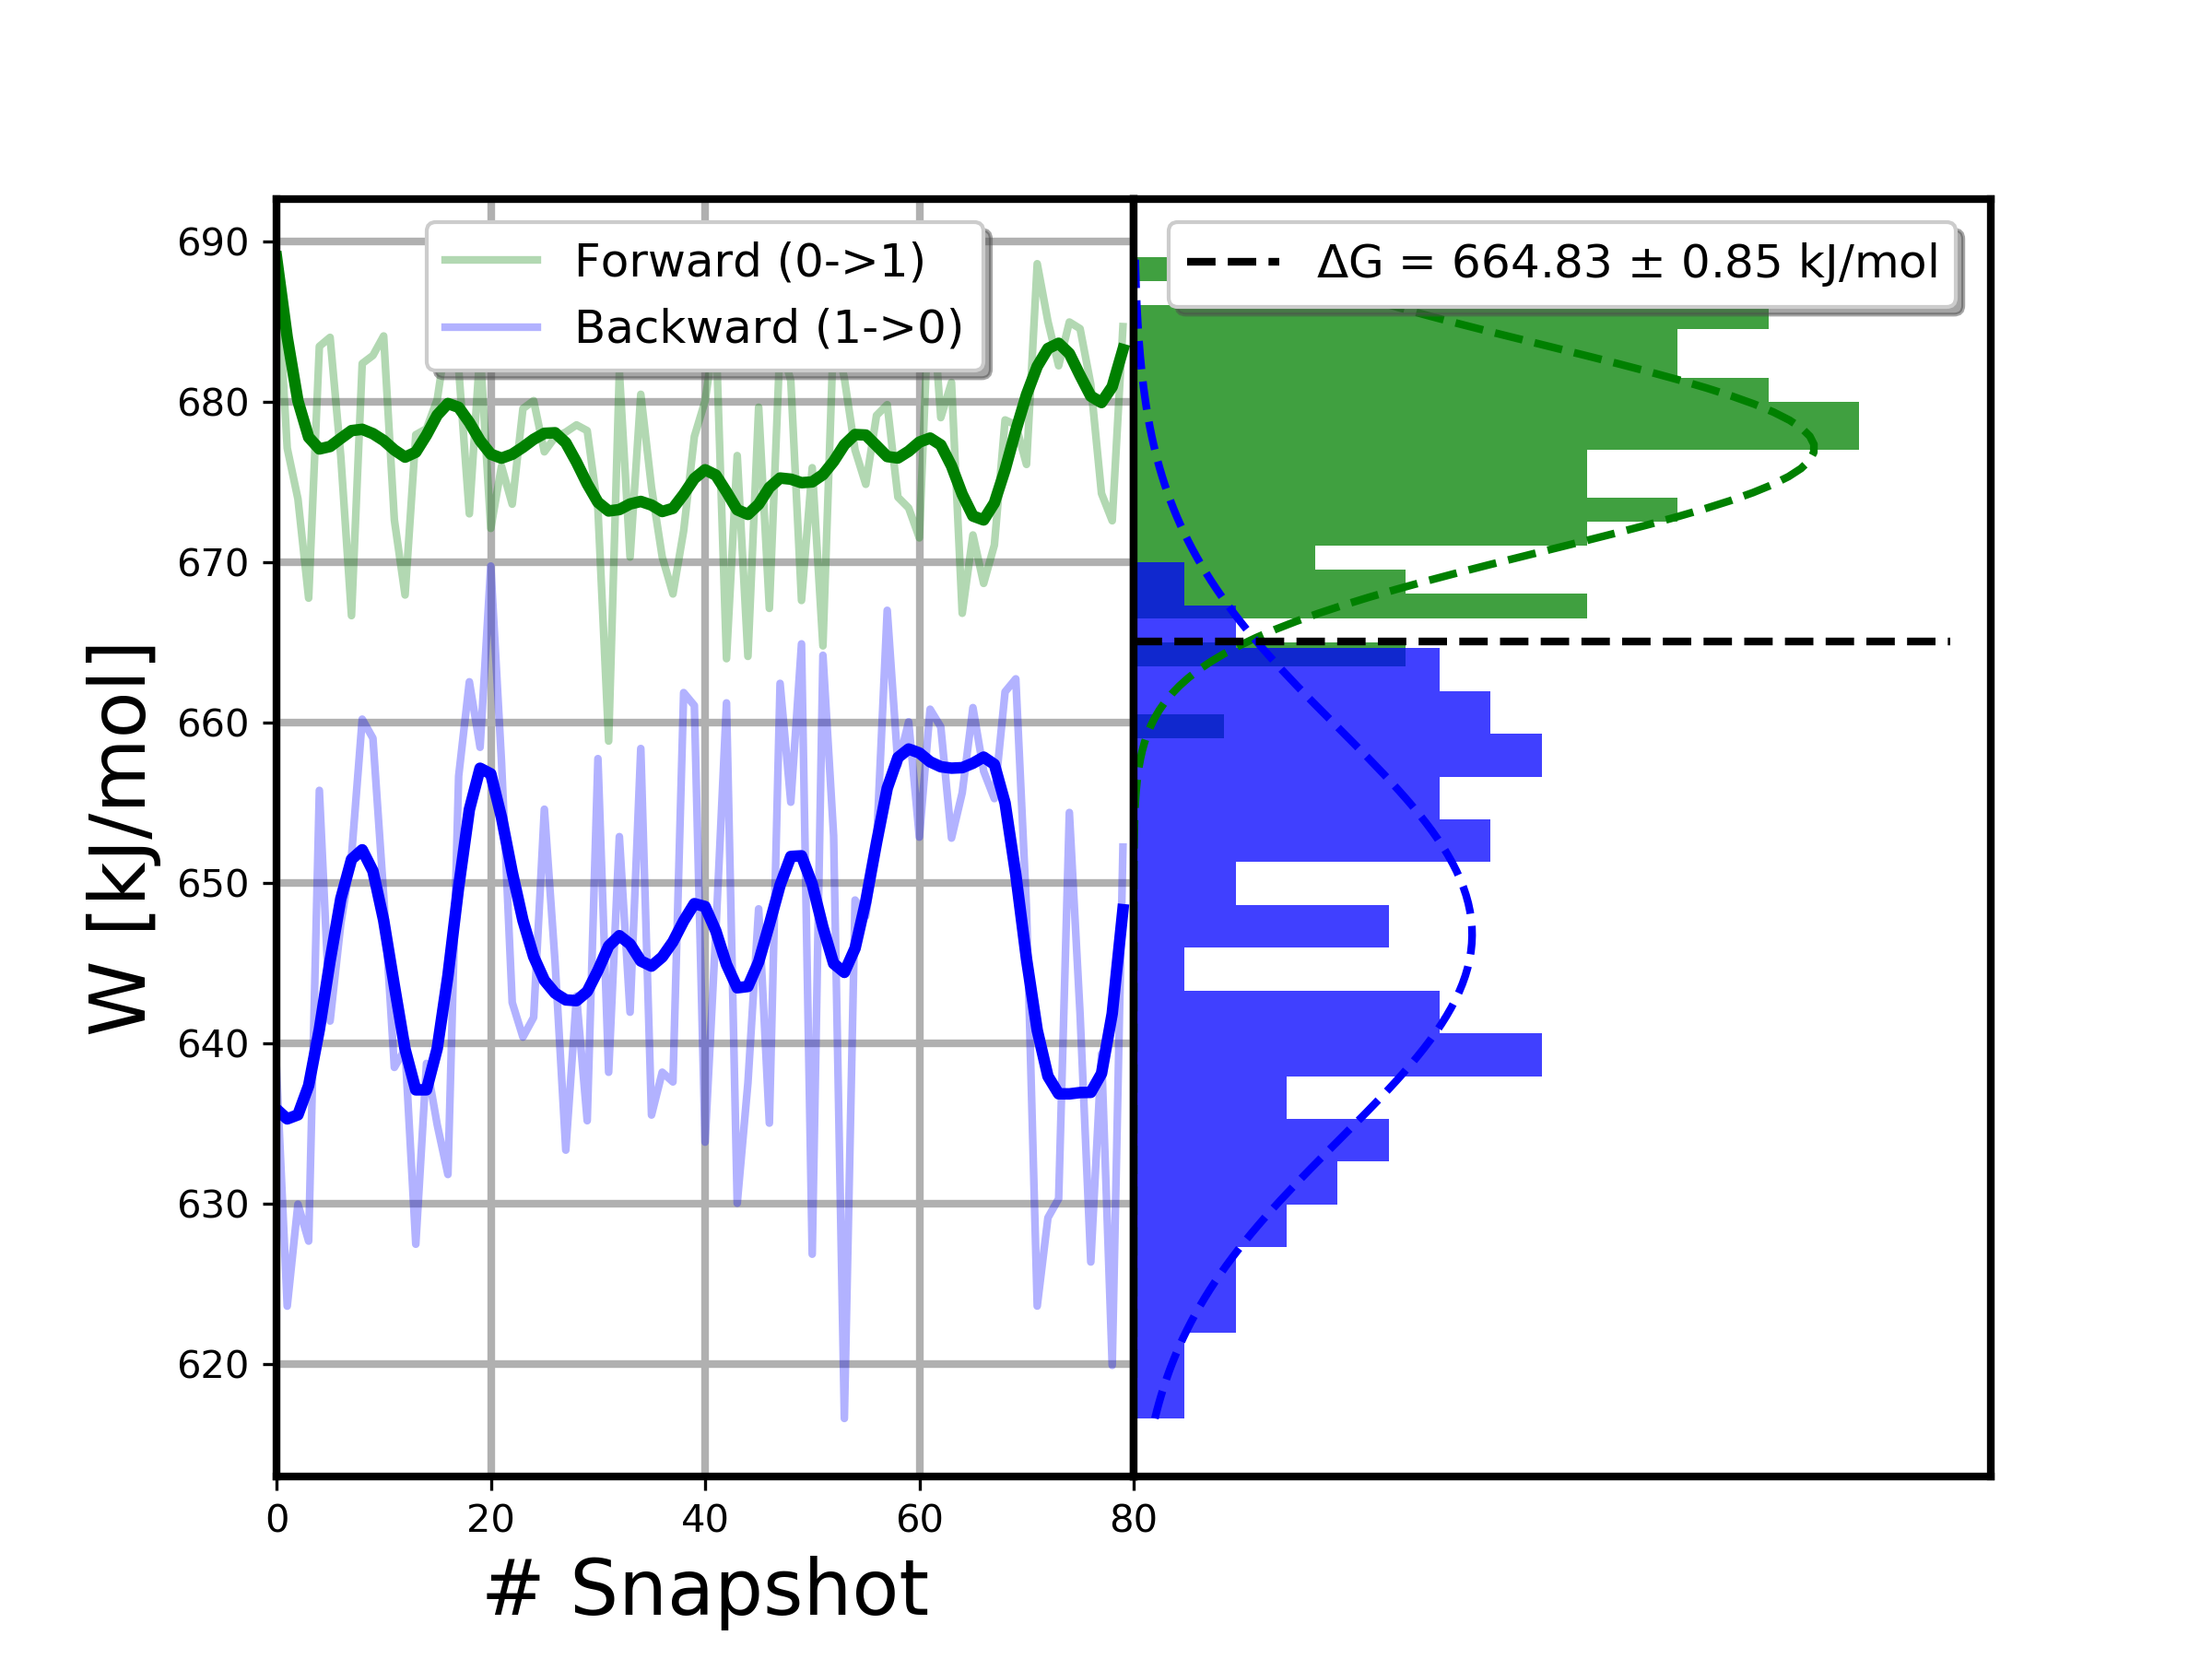 Forward (0->1)
Backward (1->0)
ΔG = 664.83 ± 0.85 kJ/mol
690
680
670
660
650
640
630
620
W [kJ/mol]
0
20
40
60
80
# Snapshot